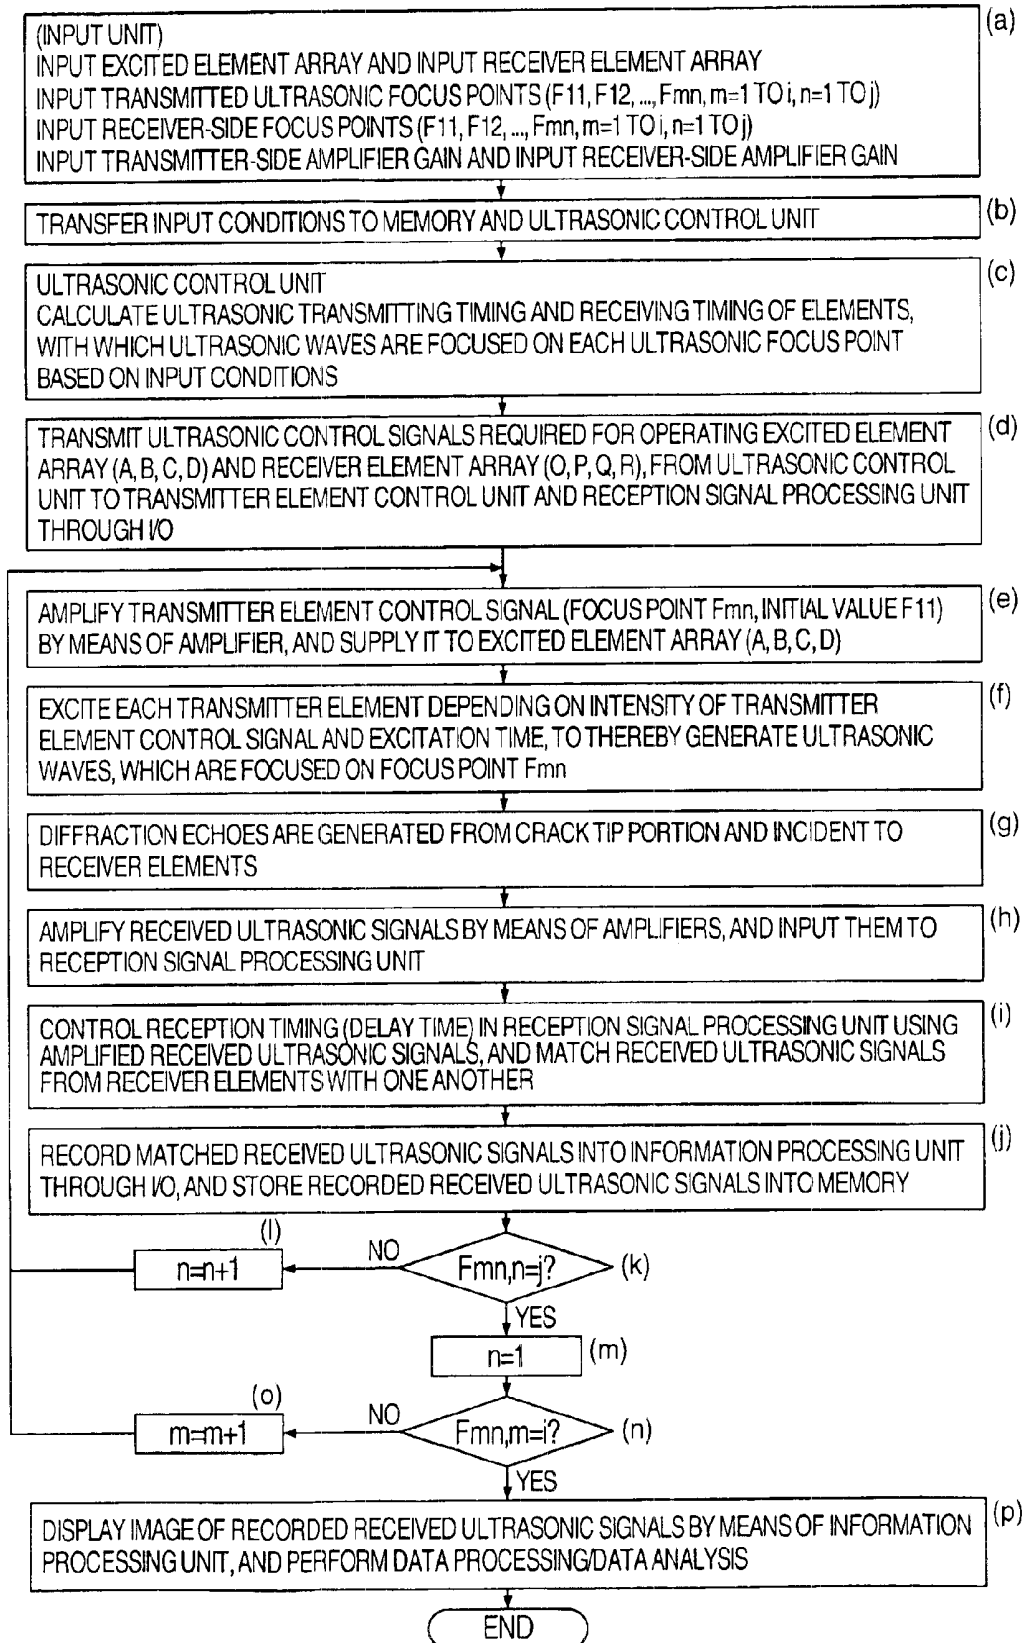 (a)
(INPUT UNIT)
INPUT EXCITED ELEMENT ARRAY AND INPUT RECEIVER ELEMENT ARRAY
INPUT TRANSMITTED ULTRASONIC FOCUS POINTS (F11, F12, ..., Fmn, m=1 TO i, n=1 TO j)
INPUT RECEIVER-SIDE FOCUS POINTS (F11, F12, ..., Fmn, m=1 TO i, n=1 TO j)
INPUT TRANSMITTER-SIDE AMPLIFIER GAIN AND INPUT RECEIVER-SIDE AMPLIFIER GAIN
(b)
TRANSFER INPUT CONDITIONS TO MEMORY AND ULTRASONIC CONTROL UNIT
(c)
ULTRASONIC CONTROL UNIT
CALCULATE ULTRASONIC TRANSMITTING TIMING AND RECEIVING TIMING OF ELEMENTS,
WITH WHICH ULTRASONIC WAVES ARE FOCUSED ON EACH ULTRASONIC FOCUS POINT
BASED ON INPUT CONDITIONS
(d)
TRANSMIT ULTRASONIC CONTROL SIGNALS REQUIRED FOR OPERATING EXCITED ELEMENT
ARRAY (A, B, C, D) AND RECEIVER ELEMENT ARRAY (O, P, Q, R), FROM ULTRASONIC CONTROL
UNIT TO TRANSMITTER ELEMENT CONTROL UNIT AND RECEPTION SIGNAL PROCESSING UNIT
THROUGH I/O
(e)
AMPLIFY TRANSMITTER ELEMENT CONTROL SIGNAL (FOCUS POINT Fmn, INITIAL VALUE F11)
BY MEANS OF AMPLIFIER, AND SUPPLY IT TO EXCITED ELEMENT ARRAY (A, B, C, D)
(f)
EXCITE EACH TRANSMITTER ELEMENT DEPENDING ON INTENSITY OF TRANSMITTER
ELEMENT CONTROL SIGNAL AND EXCITATION TIME, TO THEREBY GENERATE ULTRASONIC
WAVES, WHICH ARE FOCUSED ON FOCUS POINT Fmn
(g)
DIFFRACTION ECHOES ARE GENERATED FROM CRACK TIP PORTION AND INCIDENT TO
RECEIVER ELEMENTS
(h)
AMPLIFY RECEIVED ULTRASONIC SIGNALS BY MEANS OF AMPLIFIERS, AND INPUT THEM TO
RECEPTION SIGNAL PROCESSING UNIT
(i)
CONTROL RECEPTION TIMING (DELAY TIME) IN RECEPTION SIGNAL PROCESSING UNIT USING
AMPLIFIED RECEIVED ULTRASONIC SIGNALS, AND MATCH RECEIVED ULTRASONIC SIGNALS
FROM RECEIVER ELEMENTS WITH ONE ANOTHER
(j)
RECORD MATCHED RECEIVED ULTRASONIC SIGNALS INTO INFORMATION PROCESSING UNIT
THROUGH I/O, AND STORE RECORDED RECEIVED ULTRASONIC SIGNALS INTO MEMORY
(l)
n=n+1
NO
Fmn,n=j?
(k)
YES
n=1
(m)
(o)
m=m+1
NO
Fmn,m=i?
(n)
YES
(p)
DISPLAY IMAGE OF RECORDED RECEIVED ULTRASONIC SIGNALS BY MEANS OF INFORMATION
PROCESSING UNIT, AND PERFORM DATA PROCESSING/DATA ANALYSIS
END